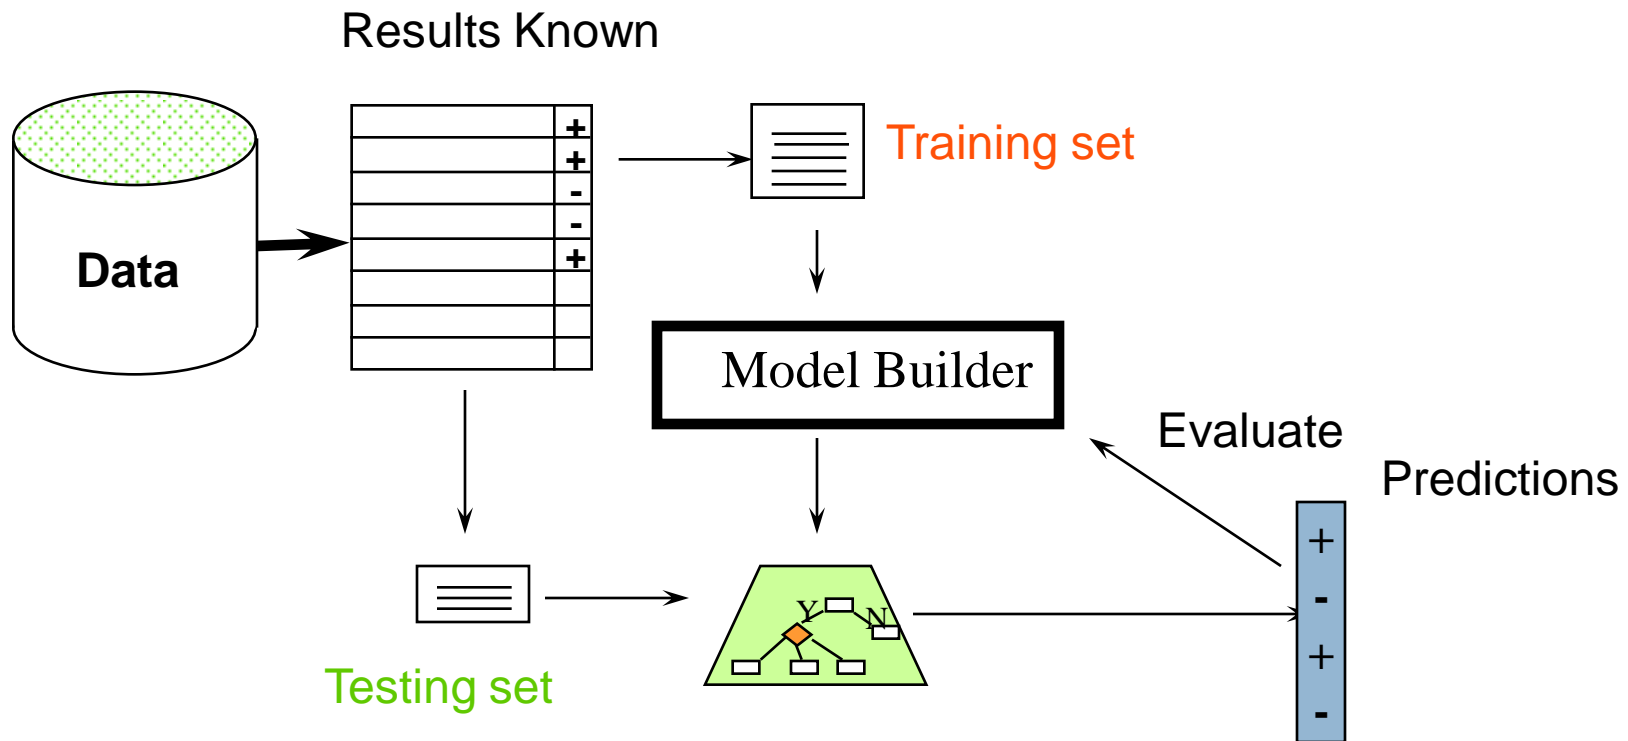 Results Known
+
+
-
-
+
Training set
Data
Model Builder
Evaluate
Predictions
+
-
+
-
Y
N
Testing set